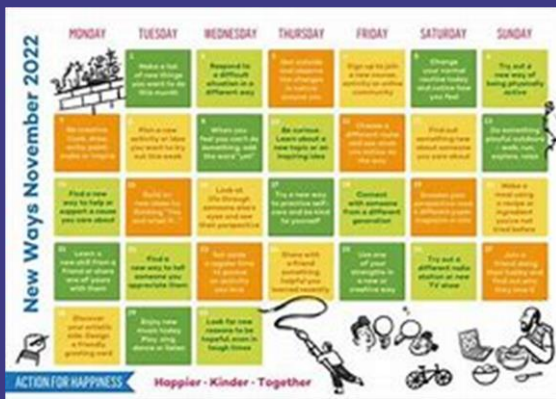 New Ways November 2022
MONDAY TUESDAY WEDNESDAY THURSDAY FRIDAY SATURDAY SUNDAY
Make a list
of new things
you want to do
this month
Respond to
a difficult
situation in a
different way
Get outside
and observe
the changes
in nature
around you
Sign up to join
a new course,
activity or online
community
Change
your normal
routine today
and notice how
you feel
Try out a
new way of
being physically
active
Be creative.
Cook, draw,
write, paint,
make or inspire
Plan a new
activity or idea
you want to try
out this week
When you
feel you can't do
something, add
the word "yet"
Be curious.
Learn about a
new topic or an
inspiring idea
Choose a
different route
and see what
you notice on
the way
Find out
something new
about someone
you care about
Do something
playful outdoors
- walk, run,
explore, relax
Find a new
way to help or
support a cause
you care about
Build on
new ideas by
thinking "Yes
and what if..."
Look at
life through
someone else's
eyes and see
their perspective
Try a new way
to practice self-
care and be kind
to yourself
Connect
with someone
from a different
generation
Broaden your
perspective: read
a different paper,
magazine or site
Make a
meal using
a recipe or
ingredient you've
not tried before
Learn a
new skill from a
friend or share
one of yours
with them
Find a
new way to tell
someone you
appreciate them
Set aside
a regular time
to pursue
an activity
you love
Share with
a friend
something
helpful you
learned recently
Use one
of your
strengths in
a new or
creative way
Try out a
different radio
station or new
TV show
Join a
friend doing
their hobby and
find out why
they love it
Discover
your artistic
side. Design
a friendly
greeting card
Enjoy new
music today.
Play, sing,
dance or listen
Look for new
reasons to be
hopeful, even in
tough times
ACTION FOR HAPPINESS
Happier · Kinder · Together